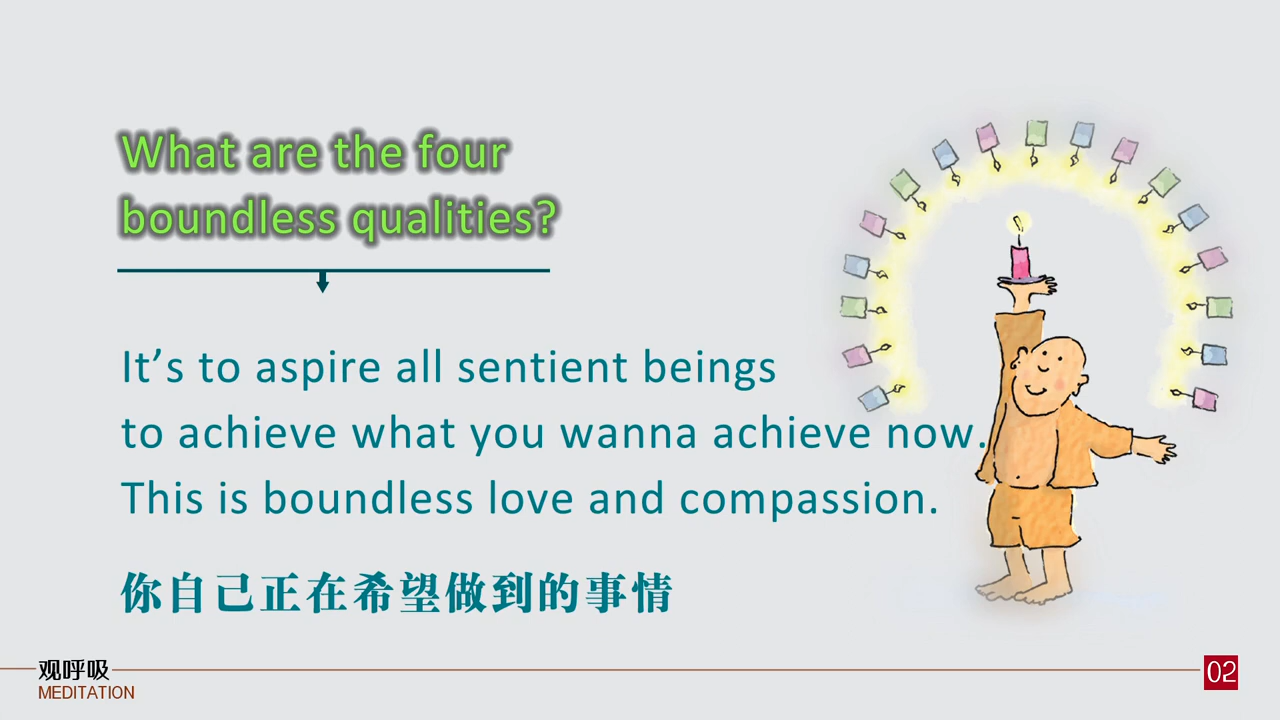 What are the four
boundless qualities?
It’s to aspire all sentient beings
to achieve what you wanna achieve now.
This is boundless love and compassion.
你自己正在希望做到的事情
观呼吸
MEDITATION
02